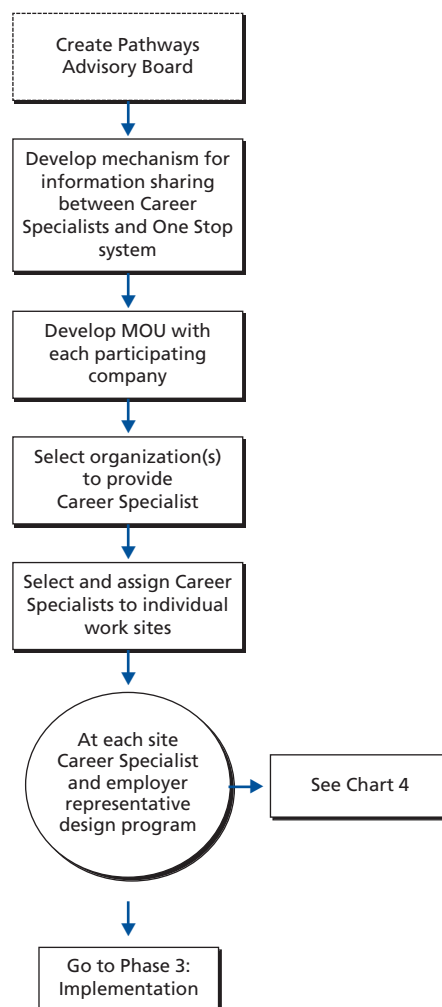 Create Pathways
Advisory Board
Develop mechanism for
information sharing
between Career
Specialists and One Stop
system
Develop MOU with
each participating
company
Select organization(s)
to provide
Career Specialist
Select and assign Career
Specialists to individual
work sites
At each site
Career Specialist
and employer
representative
design program
See Chart 4
Go to Phase 3:
Implementation